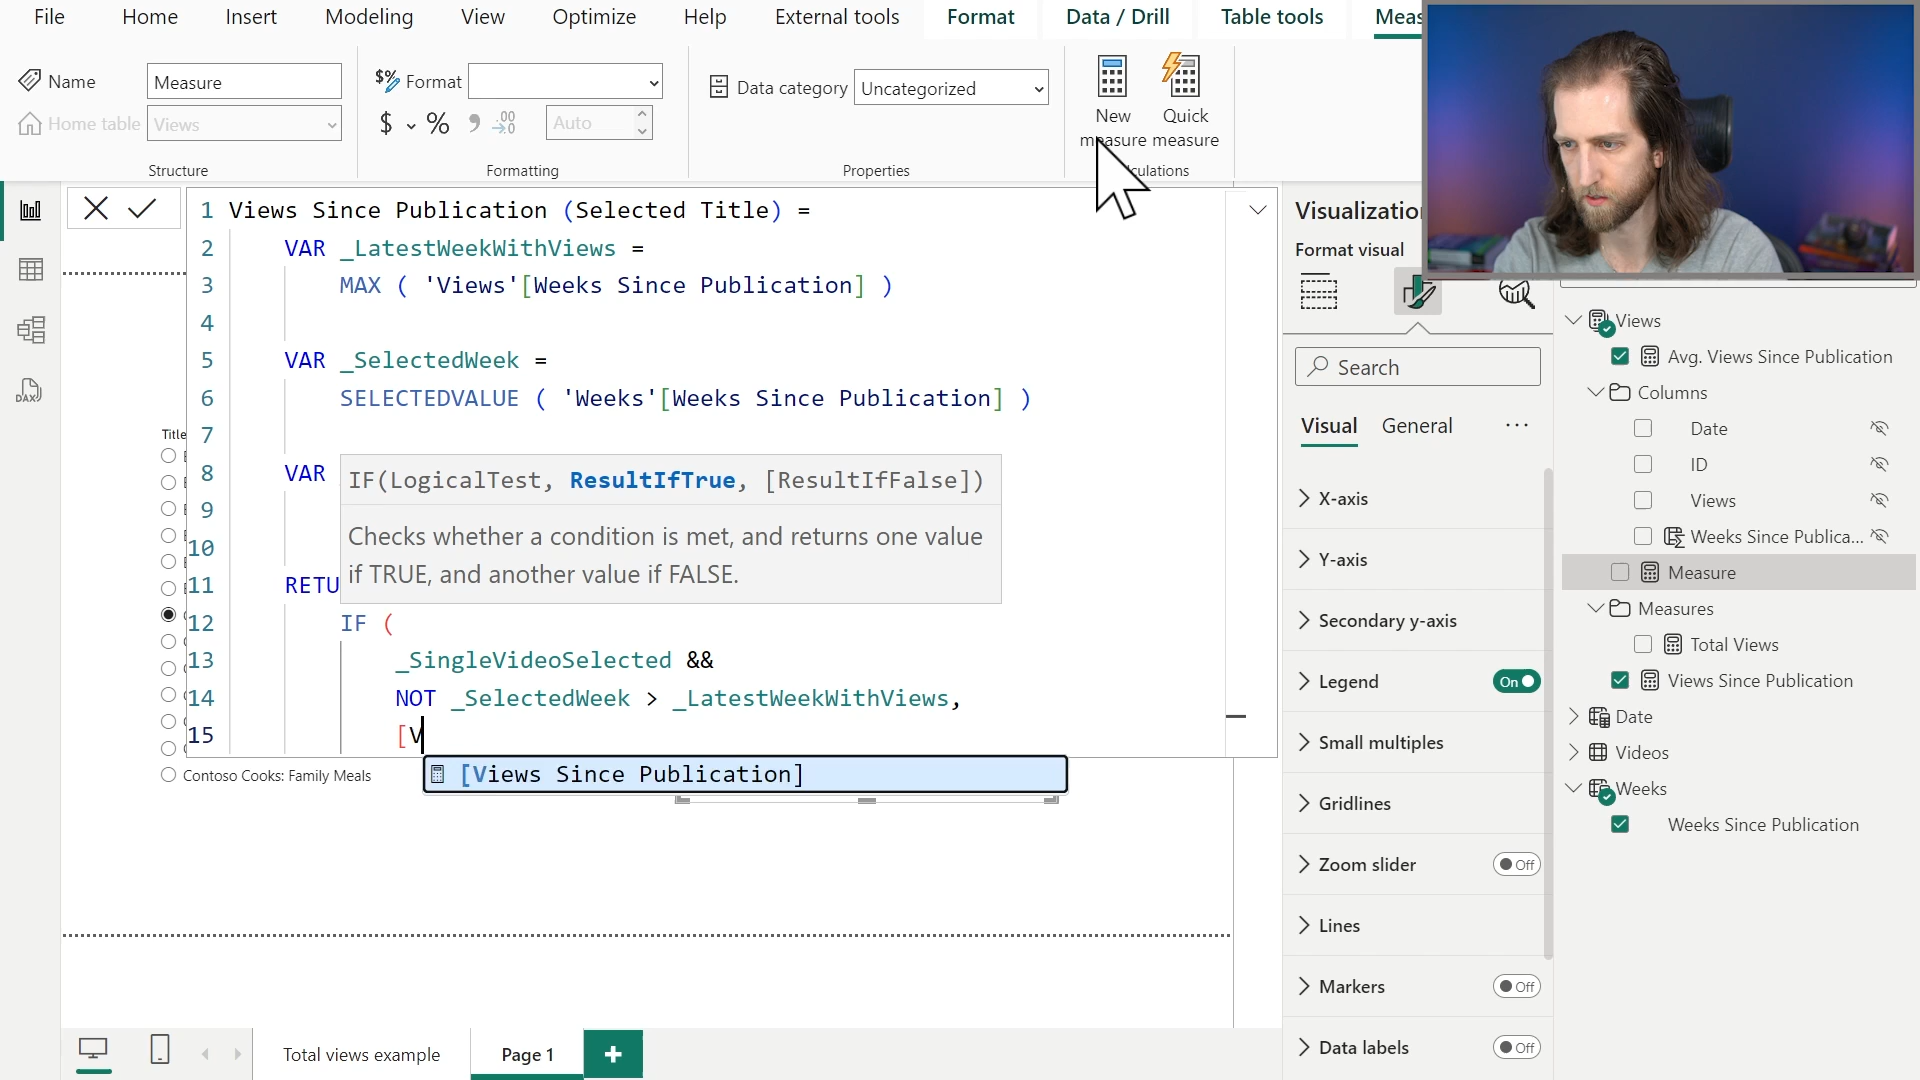 File Home Insert Modeling View Optimize Help External tools Format Data / Drill Table tools Meas
Name Measure
Home table Views
Structure
$% Format
$ % 9 .00 Auto
Formatting
Data category Uncategorized
Properties
New measure
Quick measure
culations
1 Views Since Publication (Selected Title) =
2 VAR _LatestWeekWithViews =
3 MAX ( 'Views'[Weeks Since Publication] )
4
5 VAR _SelectedWeek =
6 SELECTEDVALUE ( 'Weeks'[Weeks Since Publication] )
7
8 VAR
9
10
11 RETU
12 IF (
13 _SingleVideoSelected &&
14 NOT _SelectedWeek > _LatestWeekWithViews,
15 [V
IF(LogicalTest, ResultIfTrue, [ResultIfFalse])
Checks whether a condition is met, and returns one value
if TRUE, and another value if FALSE.
[Views Since Publication]
Title
Contoso Cooks: Family Meals
DAX
Visualizatio
Format visual
Search
Visual General ...
X-axis
Y-axis
Secondary y-axis
Legend On
Small multiples
Gridlines
Zoom slider Off
Lines
Markers Off
Data labels Off
Views
Avg. Views Since Publication
Columns
Date
ID
Views
Weeks Since Publica...
Measure
Measures
Total Views
Views Since Publication
Date
Videos
Weeks
Weeks Since Publication
Total views example Page 1 +